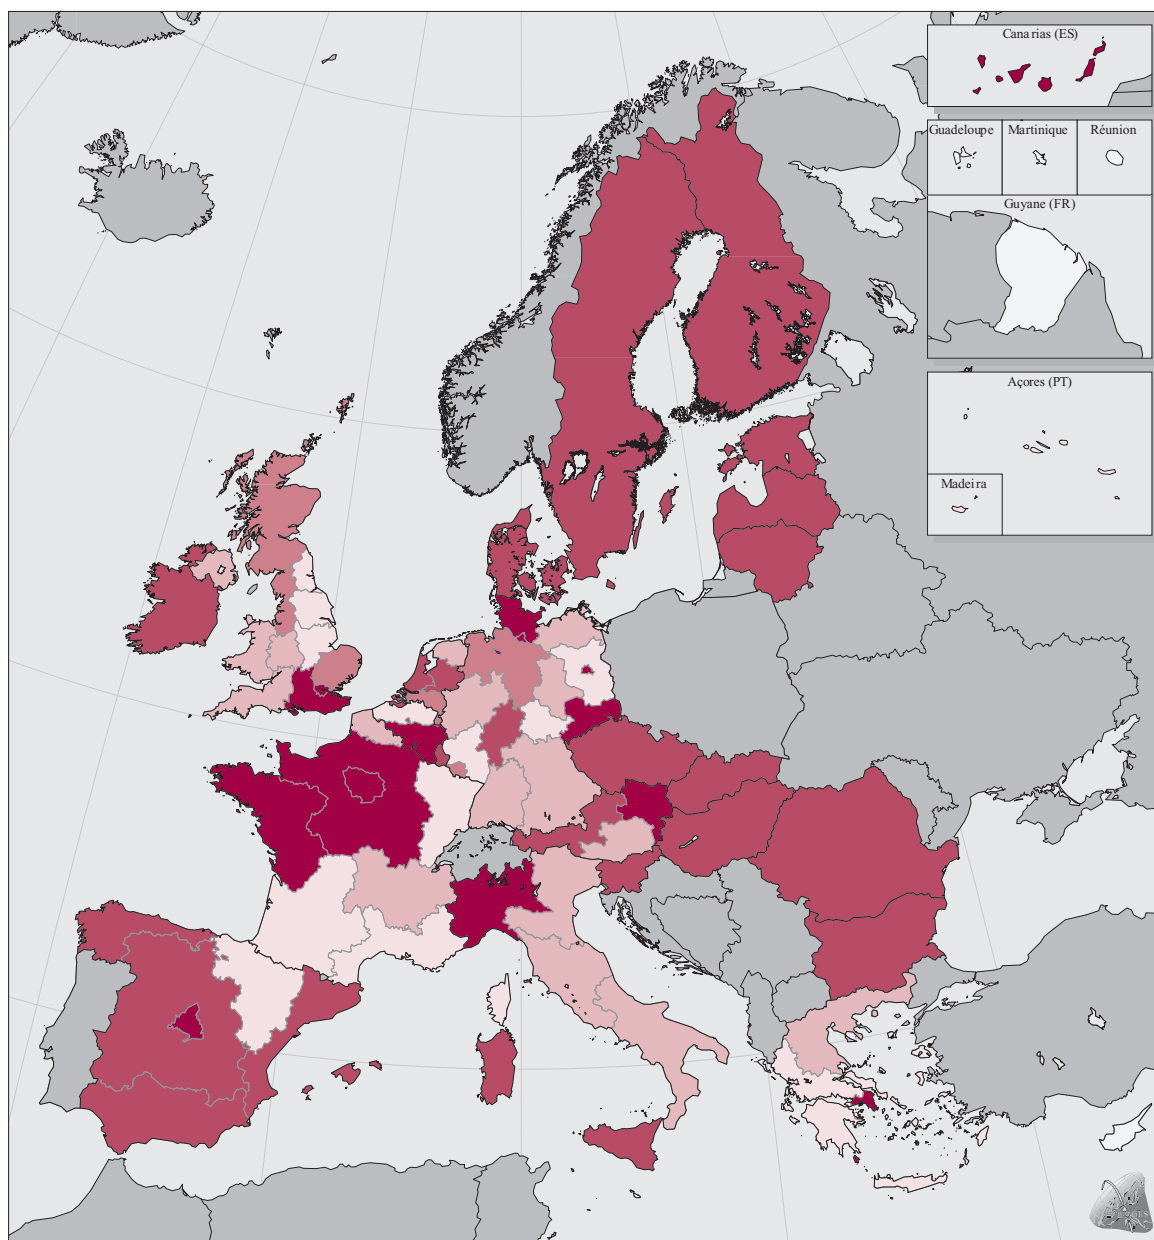 Canarias (ES)
Guadeloupe
Martinique
Réunion
Guyane (FR)
Açores (PT)
Madeira